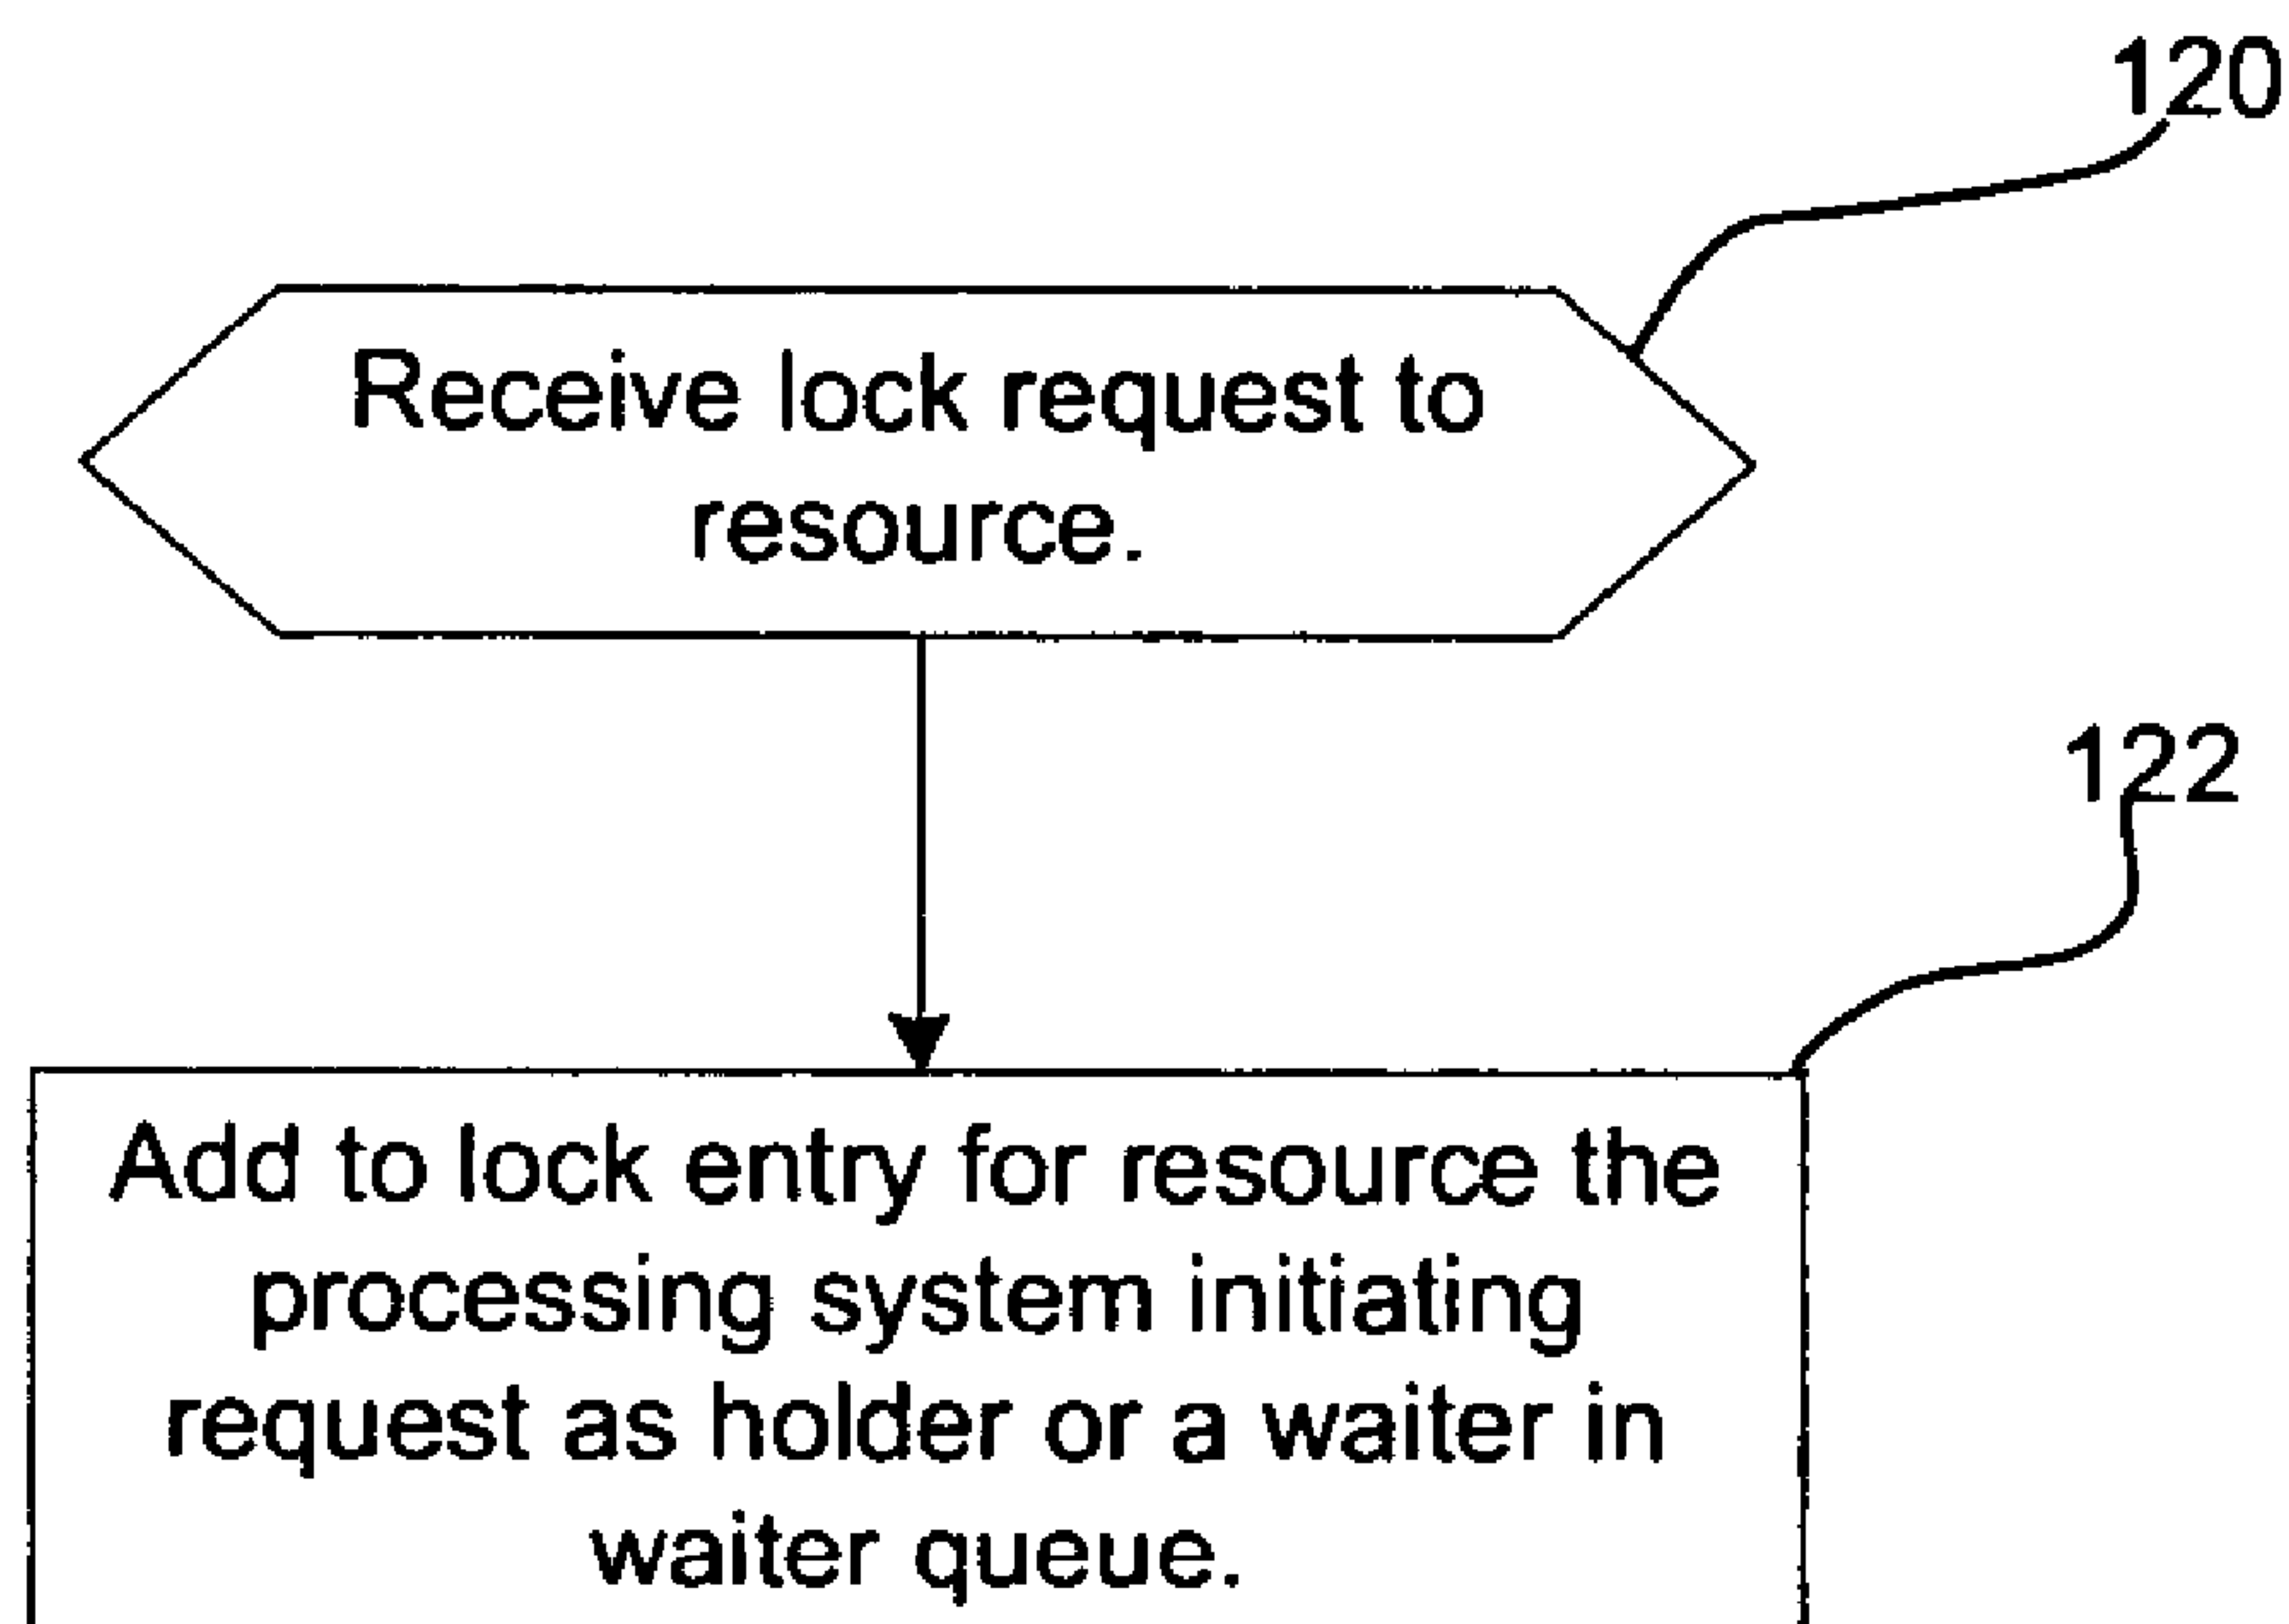 120
Receive lock request to
resource.
122
Add to lock entry for resource the
processing system initiating
request as holder or a waiter in
waiter queue.